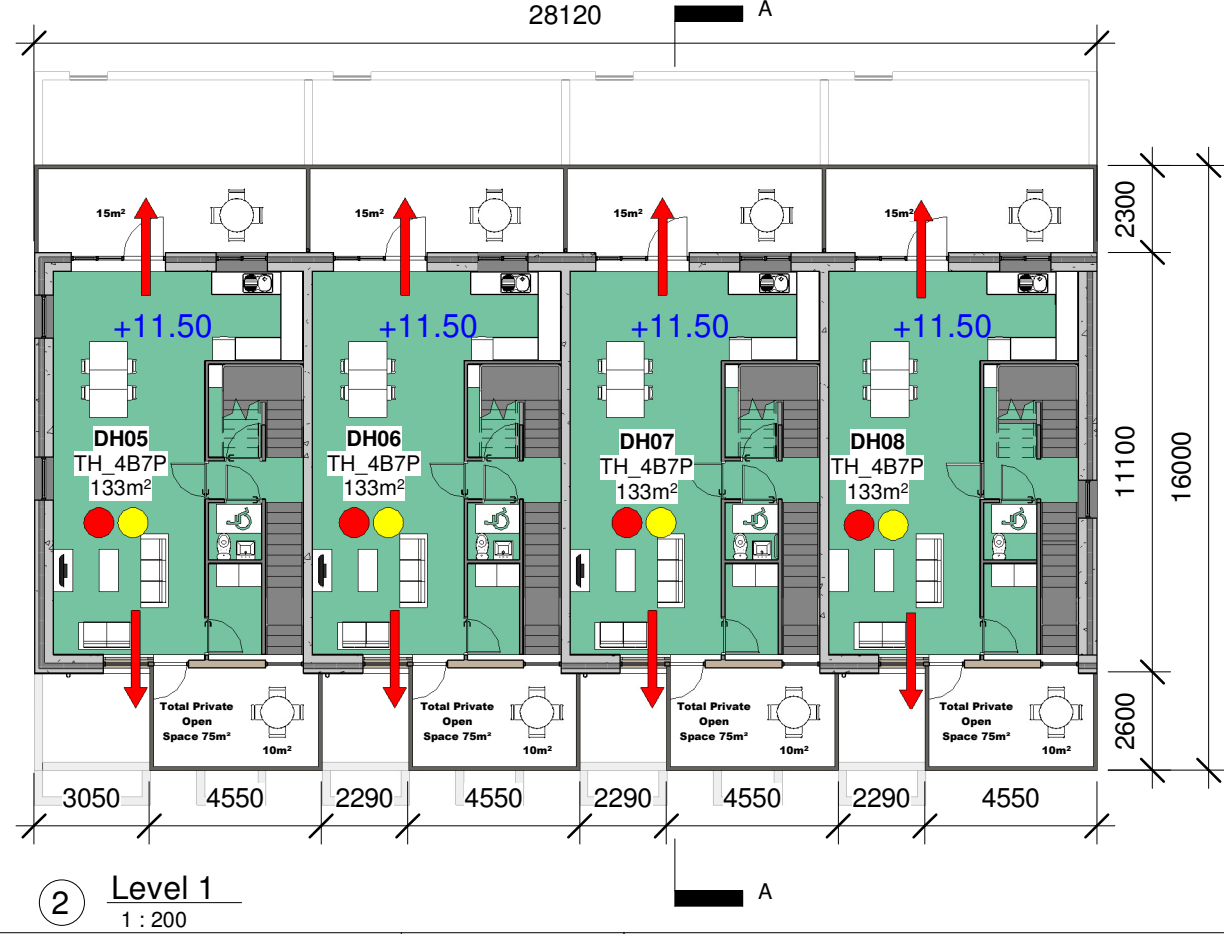 28120
A
15m²
15m²
15m²
15m²
2300
+11.50
+11.50
+11.50
+11.50
DH05
TH_4B7P
133m²
DH06
TH_4B7P
133m²
DH07
TH_4B7P
133m²
DH08
TH_4B7P
133m²
11100
16000
Total Private
Open
Space 75m²
10m²
Total Private
Open
Space 75m²
10m²
Total Private
Open
Space 75m²
10m²
Total Private
Open
Space 75m²
10m²
2600
3050
4550
2290
4550
2290
4550
2290
4550
A
2
Level 1
1 : 200